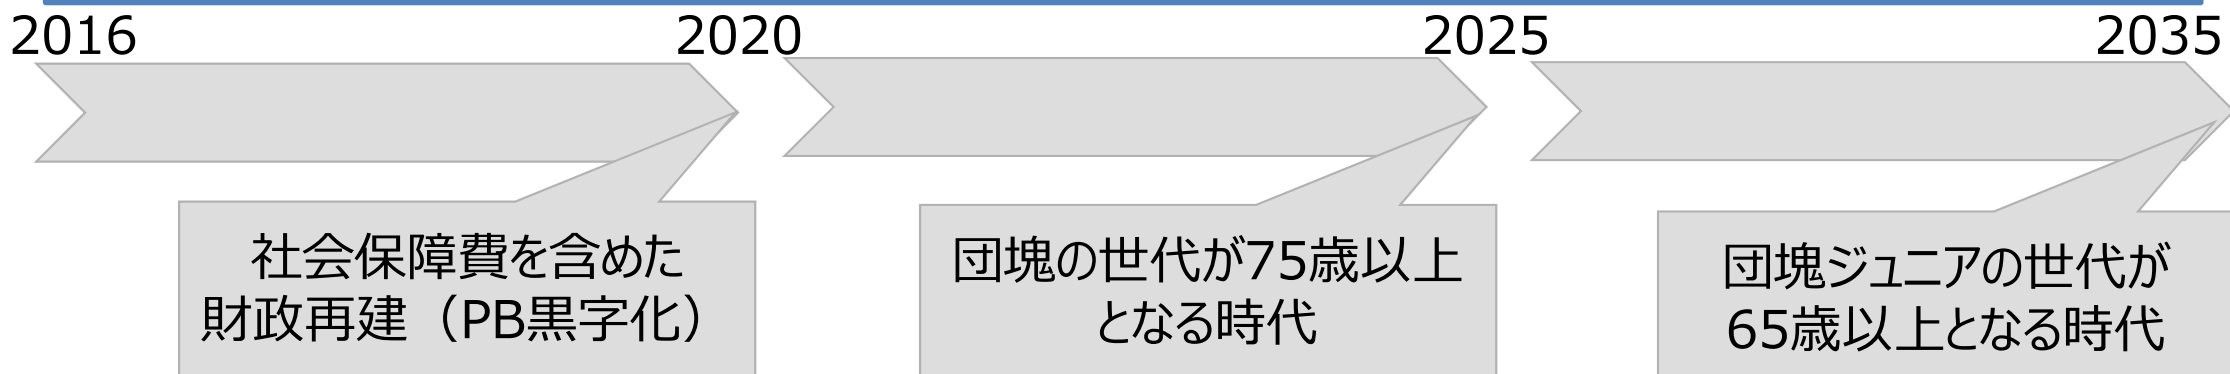 2016
2020
2025
2035
社会保障費を含めた
財政再建（PB黒字化）
団塊の世代が75歳以上
となる時代
団塊ジュニアの世代が
65歳以上となる時代